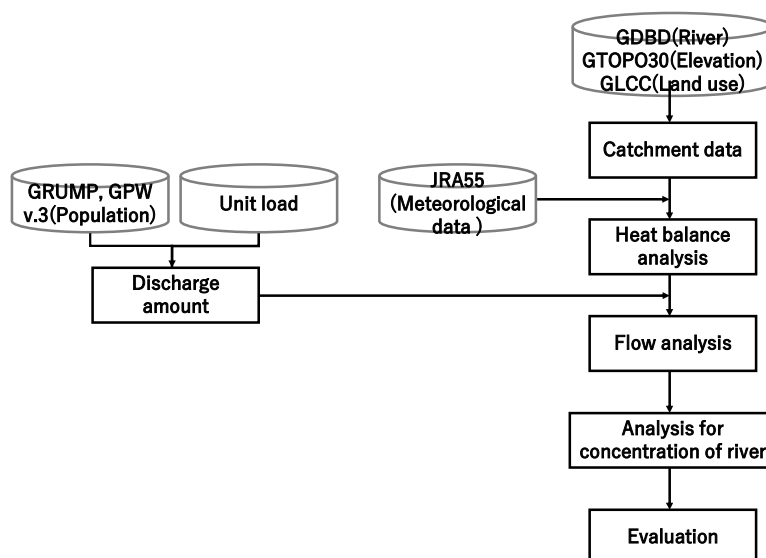 GDBD(River)
GTOPO30(Elevation)
GLCC(Land use)
Catchment data
GRUMP, GPW
v.3(Population)
Unit load
JRA55
(Meteorological
data )
Heat balance
analysis
Discharge
amount
Flow analysis
Analysis for
concentration of river
Evaluation